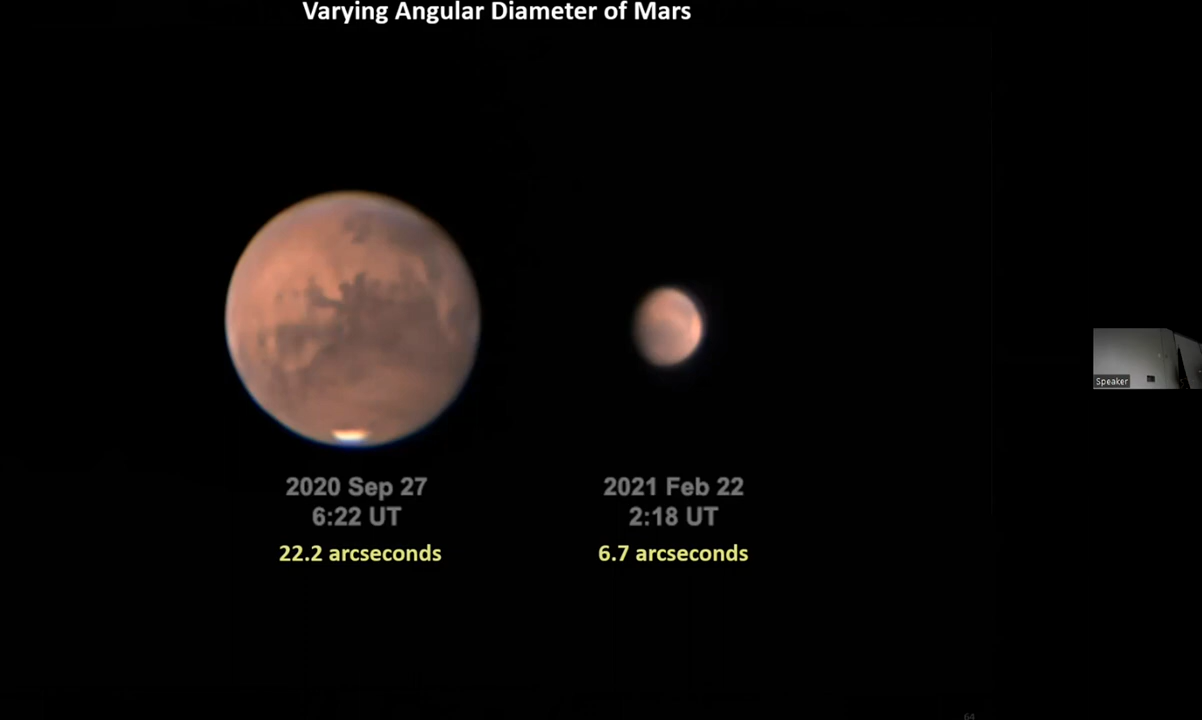 Varying Angular Diameter of Mars
2020 Sep 27
6:22 UT
22.2 arcseconds
2021 Feb 22
2:18 UT
6.7 arcseconds
Speaker
64